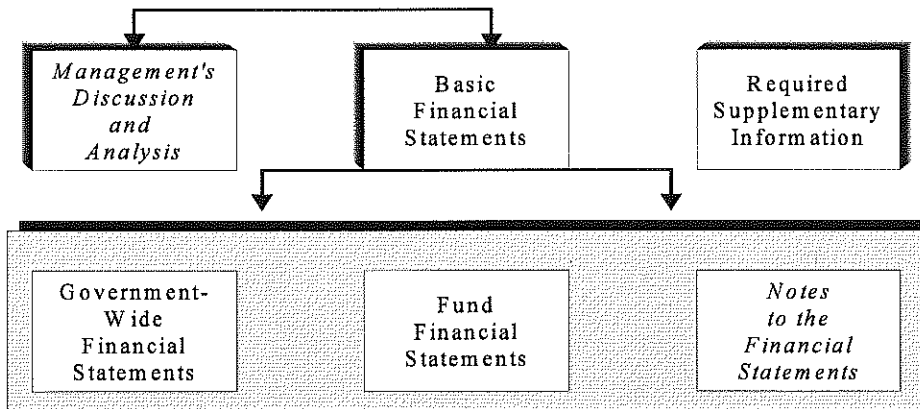 Management's
Discussion
and
Analysis
Basic
Financial
Statements
Required
Supplementary
Information
Government-
Wide
Financial
Statements
Fund
Financial
Statements
Notes
to the
Financial
Statements